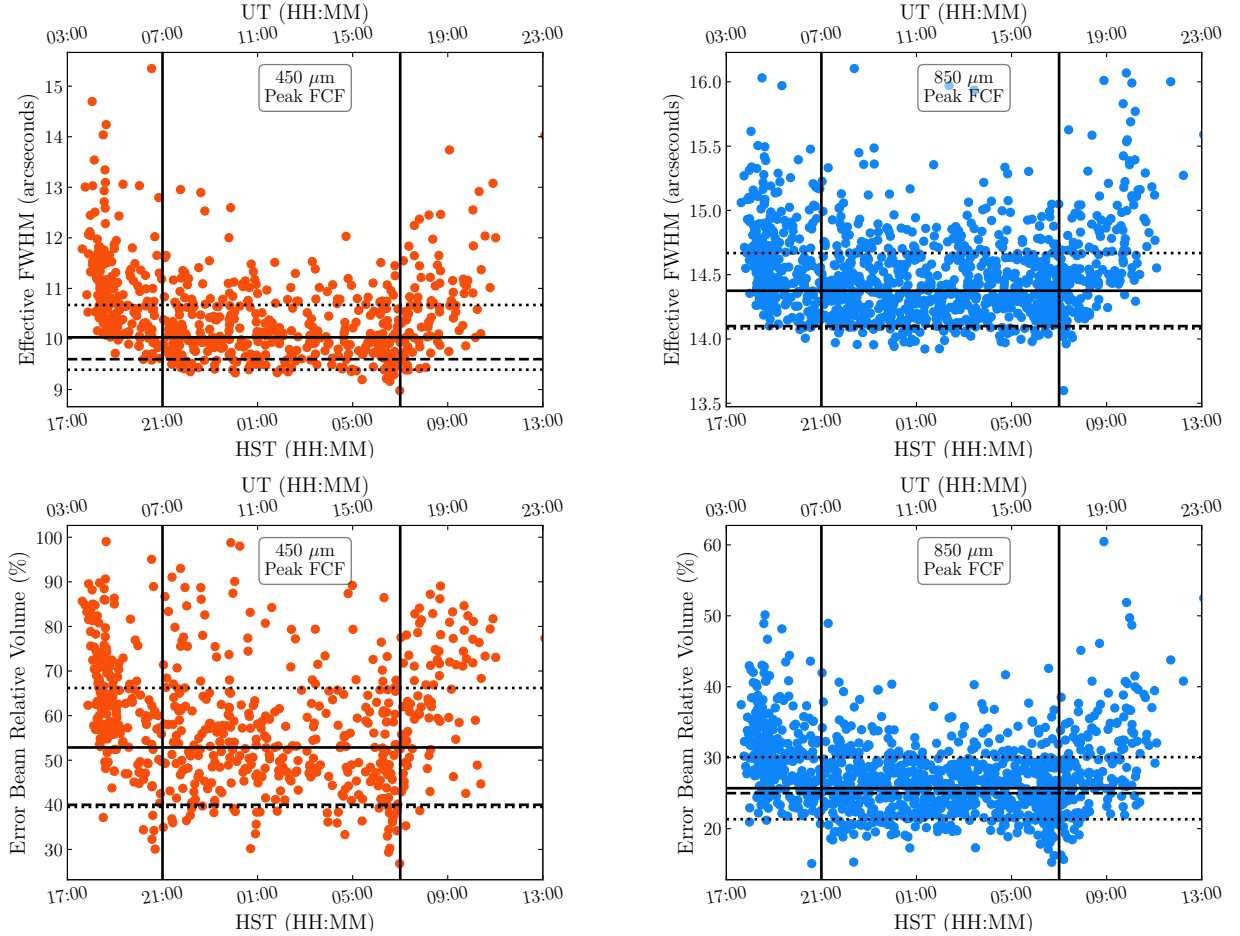 UT (HH:MM)
03:00 07:00 11:00 15:00 19:00 23:00
450 μm
Peak FCF
Effective FWHM (arcseconds)
15
14
13
12
11
10
9
17:00 21:00 01:00 05:00 09:00 13:00
HST (HH:MM)
UT (HH:MM)
03:00 07:00 11:00 15:00 19:00 23:00
850 μm
Peak FCF
Effective FWHM (arcseconds)
16.0
15.5
15.0
14.5
14.0
13.5
17:00 21:00 01:00 05:00 09:00 13:00
HST (HH:MM)
UT (HH:MM)
03:00 07:00 11:00 15:00 19:00 23:00
450 μm
Peak FCF
Error Beam Relative Volume (%)
100
90
80
70
60
50
40
30
17:00 21:00 01:00 05:00 09:00 13:00
HST (HH:MM)
UT (HH:MM)
03:00 07:00 11:00 15:00 19:00 23:00
850 μm
Peak FCF
Error Beam Relative Volume (%)
60
50
40
30
20
17:00 21:00 01:00 05:00 09:00 13:00
HST (HH:MM)